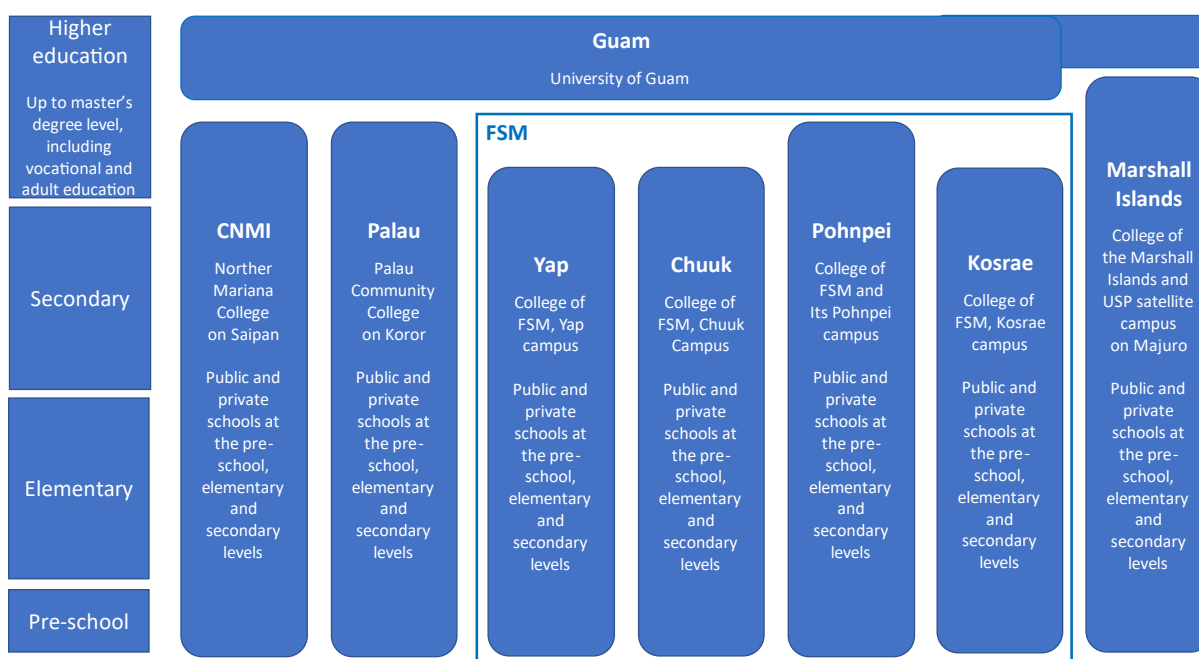 Higher
education
Up to master's
degree level,
including
vocational and
adult education
Secondary
Elementary
Pre-school
Guam
University of Guam
CNMI
Norther
Mariana
College
on Saipan
Public and
private
schools at
the pre-
school,
elementary
and
secondary
levels
Palau
Palau
Community
College
on Koror
Public and
private
schools at
the pre-
school,
elementary
and
secondary
levels
FSM
Yap
College of
FSM, Yap
campus
Public and
private
schools at
the pre-
school,
elementary
and
secondary
levels
Chuuk
College of
FSM, Chuuk
Campus
Public and
private
schools at
the pre-
school,
elementary
and
secondary
levels
Pohnpei
College of
FSM and
Its Pohnpei
campus
Public and
private
schools at
the pre-
school,
elementary
and
secondary
levels
Kosrae
College of
FSM, Kosrae
campus
Public and
private
schools at
the pre-
school,
elementary
and
secondary
levels
Marshall
Islands
College of
the Marshall
Islands and
USP satellite
campus
on Majuro
Public and
private
schools at
the pre-
school,
elementary
and
secondary
levels